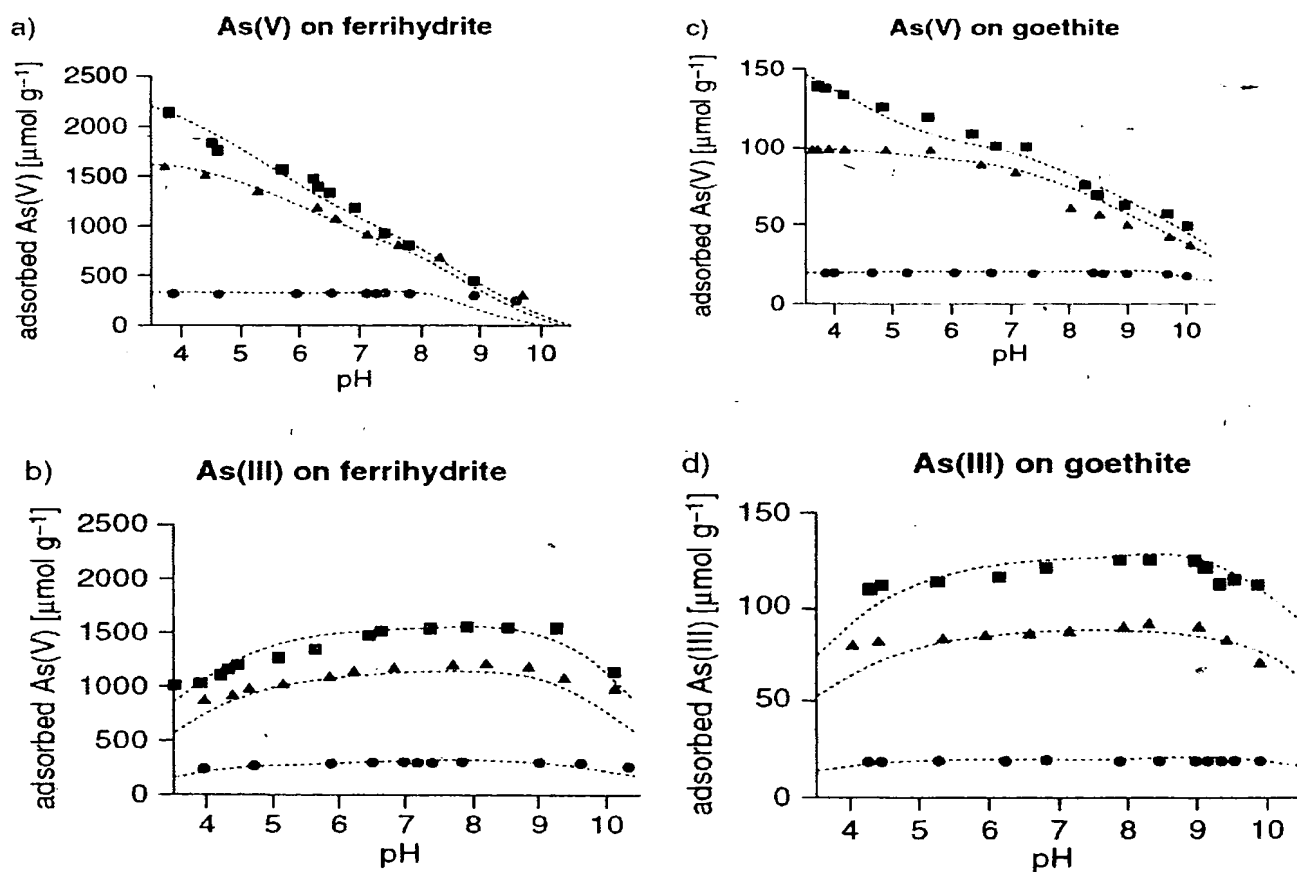 a) As(V) on ferrihydrite
adsorbed As(V) [µmol g⁻¹]
2500
2000
1500
1000
500
0
4 5 6 7 8 9 10
pH
c) As(V) on goethite
adsorbed As(V) [µmol g⁻¹]
150
100
50
0
4 5 6 7 8 9 10
pH
b) As(III) on ferrihydrite
adsorbed As(V) [µmol g⁻¹]
2500
2000
1500
1000
500
0
4 5 6 7 8 9 10
pH
d) As(III) on goethite
adsorbed As(III) [µmol g⁻¹]
150
100
50
0
4 5 6 7 8 9 10
pH